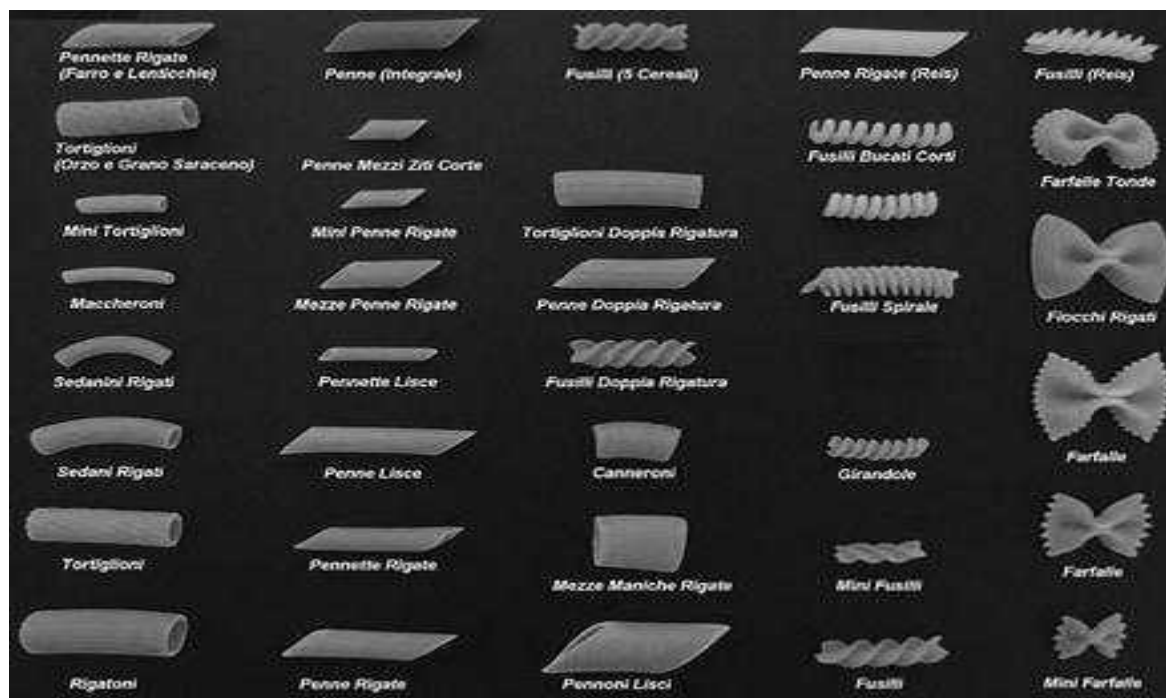 Pennette Rigate
(Farro e Lenticchie)
Penne (Integrale)
Fusilli (5 Cereali)
Penne Rigate (Reis)
Fusilli (Reis)
Tortiglioni
(Orzo e Grano Saraceno)
Penne Mezzi Ziti Corte
Fusilli Bucati Corti
Farfalle Tonde
Mini Tortiglioni
Mini Penne Rigate
Tortiglioni Doppia Rigatura
Maccheroni
Mezze Penne Rigate
Penne Doppia Rigatura
Fusilli Spirale
Fiocchi Rigati
Sedanini Rigati
Pennette Lisce
Fusilli Doppia Rigatura
Sedani Rigati
Penne Lisce
Canneroni
Girandole
Farfalle
Tortiglioni
Pennette Rigate
Mezze Maniche Rigate
Mini Fusilli
Farfalle
Rigatoni
Penne Rigate
Pennoni Lisci
Fusilli
Mini Farfalle